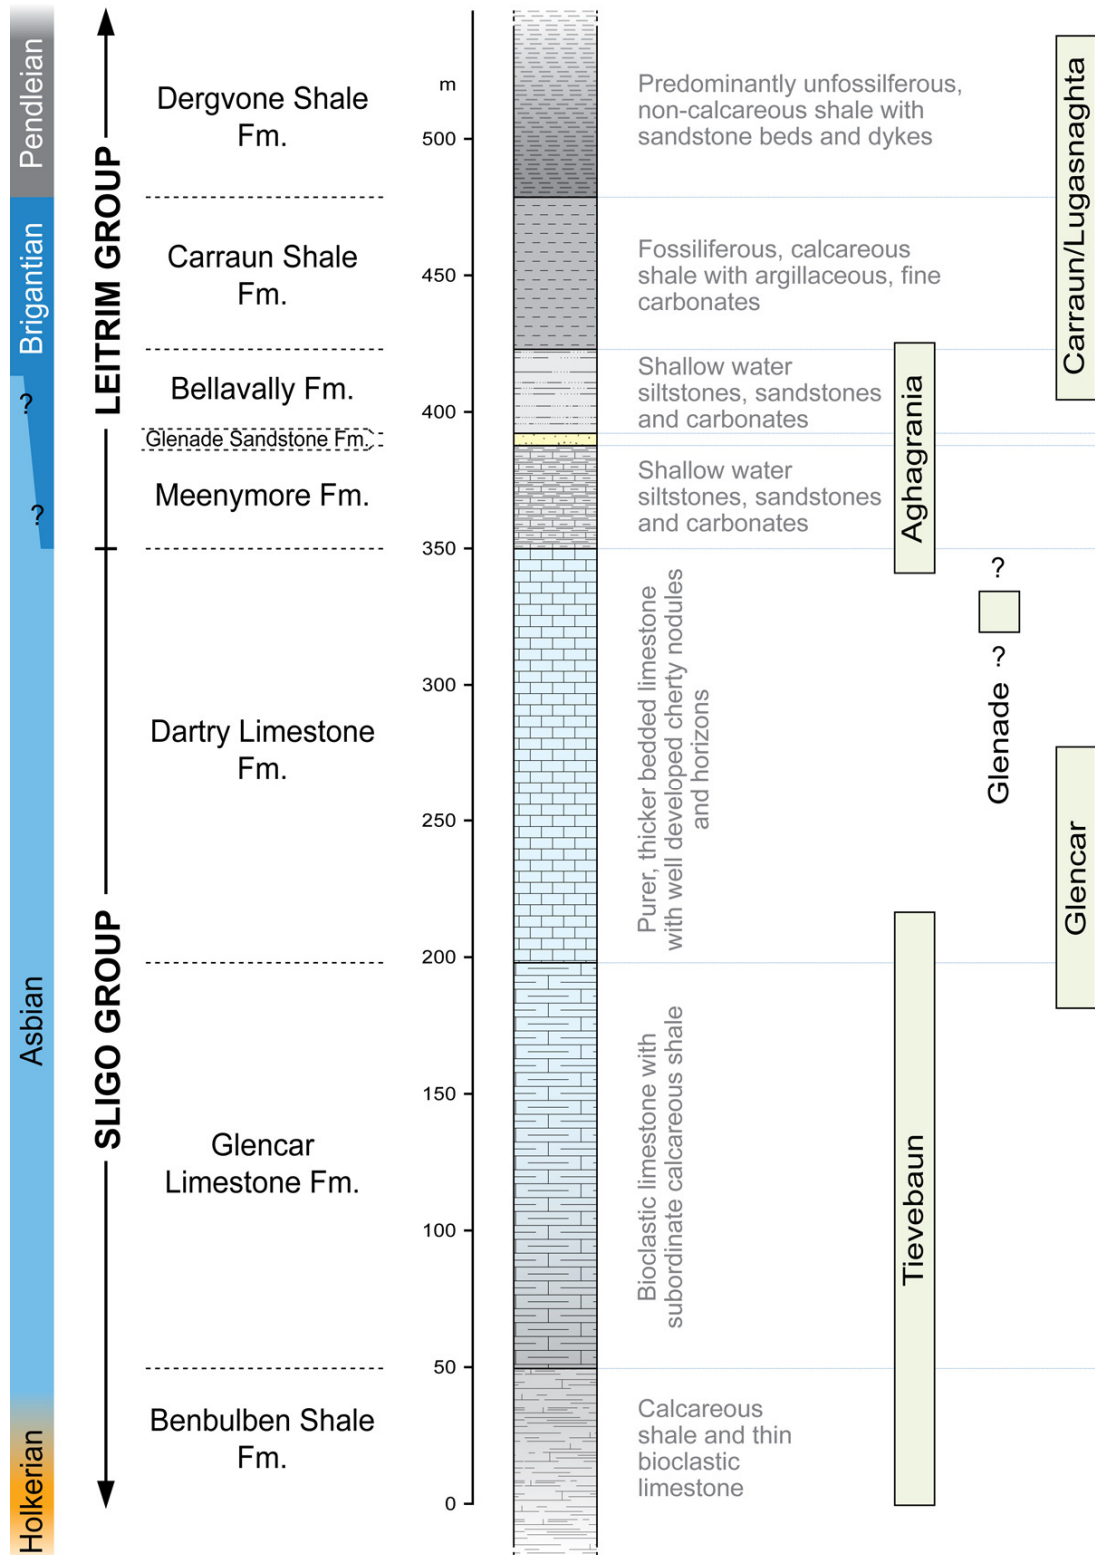 Pendleian
Brigantian
?
?
Asbian
Holkerian
LEITRIM GROUP
SLIGO GROUP
Dergvone Shale
Fm.
Carraun Shale
Fm.
Bellavally Fm.
Glenade Sandstone Fm.
Meenymore Fm.
Dartry Limestone
Fm.
Glencar
Limestone Fm.
Benbulben Shale
Fm.
m
500
450
400
350
300
250
200
150
100
50
0
Predominantly unfossilferous,
non-calcareous shale with
sandstone beds and dykes
Fossiliferous, calcareous
shale with argillaceous, fine
carbonates
Shallow water
siltstones, sandstones
and carbonates
Shallow water
siltstones, sandstones
and carbonates
Purer, thicker bedded limestone
with well developed cherty nodules
and horizons
Bioclastic limestone with
subordinate calcareous shale
Calcareous
shale and thin
bioclastic
limestone
Aghagrania
Tievebaun
?
?
Glenade
Carraun/Lugasnaghta
Glencar